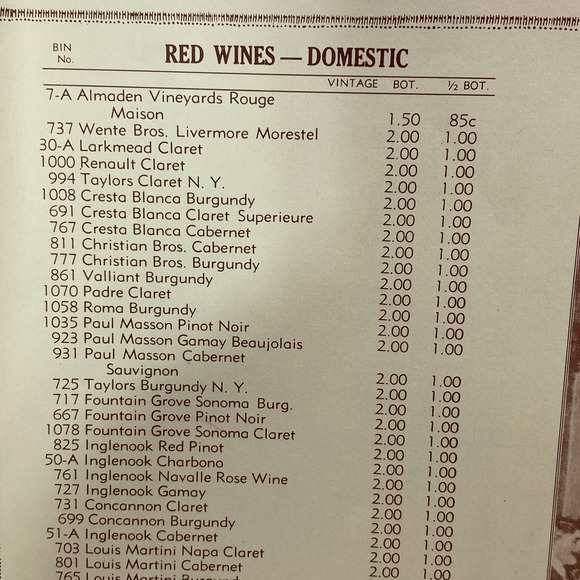 BIN No.
RED WINES — DOMESTIC
VINTAGE BOT. ½ BOT.
7-A Almaden Vineyards Rouge
Maison 1.50 85c
737 Wente Bros. Livermore Morestel 2.00 1.00
30-A Larkmead Claret 2.00 1.00
1000 Renault Claret 2.00 1.00
994 Taylors Claret N. Y. 2.00 1.00
1008 Cresta Blanca Burgundy 2.00 1.00
691 Cresta Blanca Claret Superieure 2.00 1.00
767 Cresta Blanca Cabernet 2.00 1.00
811 Christian Bros. Cabernet 2.00 1.00
777 Christian Bros. Burgundy 2.00 1.00
861 Valliant Burgundy 2.00 1.00
1070 Padre Claret 2.00 1.00
1058 Roma Burgundy 2.00 1.00
1035 Paul Masson Pinot Noir 2.00 1.00
923 Paul Masson Gamay Beaujolais 2.00 1.00
931 Paul Masson Cabernet
Sauvignon 2.00 1.00
725 Taylors Burgundy N. Y. 2.00 1.00
717 Fountain Grove Sonoma Burg. 2.00 1.00
667 Fountain Grove Pinot Noir 2.00 1.00
1078 Fountain Grove Sonoma Claret 2.00 1.00
825 Inglenook Red Pinot 2.00 1.00
50-A Inglenook Charbono 2.00 1.00
761 Inglenook Navalle Rose Wine 2.00 1.00
727 Inglenook Gamay 2.00 1.00
731 Concannon Claret 2.00 1.00
699 Concannon Burgundy 2.00 1.00
51-A Inglenook Cabernet 2.00 1.00
703 Louis Martini Napa Claret 2.00 1.00
801 Louis Martini Cabernet 2.00 1.00
765 Louis Martini